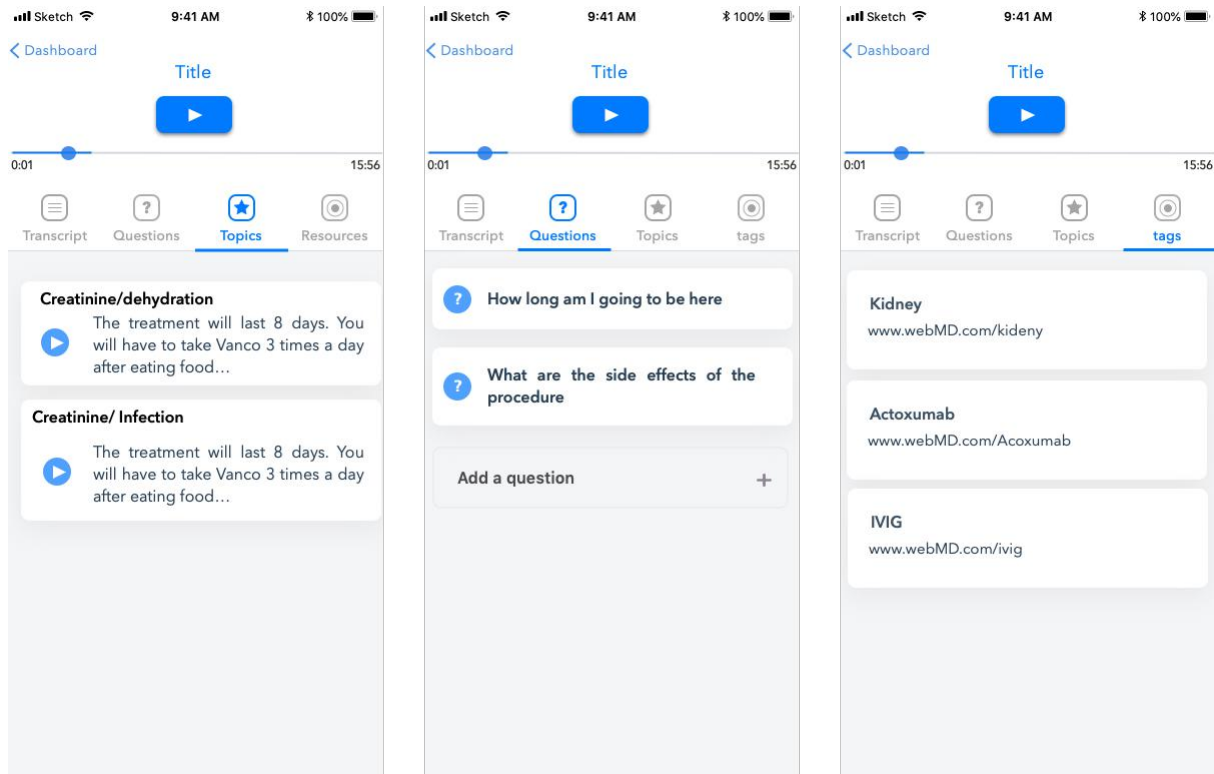 Sketch 9:41 AM 100%
Dashboard
Title
0:01 15:56
Transcript Questions Topics Resources
Creatinine/dehydration
The treatment will last 8 days. You
will have to take Vanco 3 times a day
after eating food…
Creatinine/ Infection
The treatment will last 8 days. You
will have to take Vanco 3 times a day
after eating food…
Sketch 9:41 AM 100%
Dashboard
Title
0:01 15:56
Transcript Questions Topics tags
? How long am I going to be here
? What are the side effects of the
procedure
Add a question +
Sketch 9:41 AM 100%
Dashboard
Title
0:01 15:56
Transcript Questions Topics tags
Kidney
www.webMD.com/kideny
Actoxumab
www.webMD.com/Acoxumab
IVIG
www.webMD.com/ivig